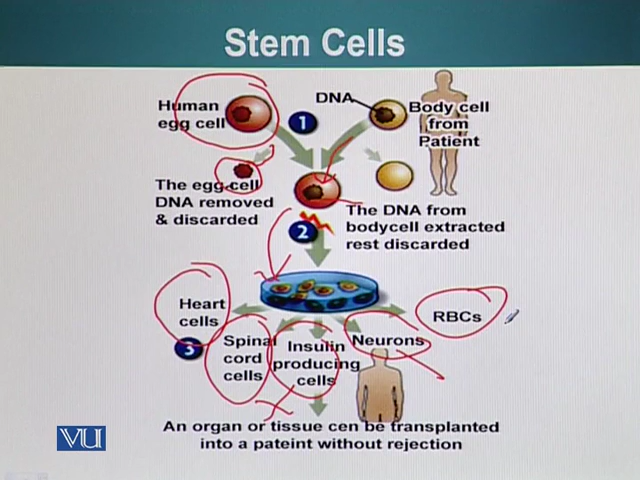 Stem Cells
Human
egg cell
DNA
Body cell
from
Patient
1
The egg cell
DNA removed
& discarded
The DNA from
bodycell extracted
rest discarded
2
Heart
cells
3
Spinal
cord
cells
Insulin
producing
cells
Neurons
RBCs
An organ or tissue can be transplanted
into a pateint without rejection
VU